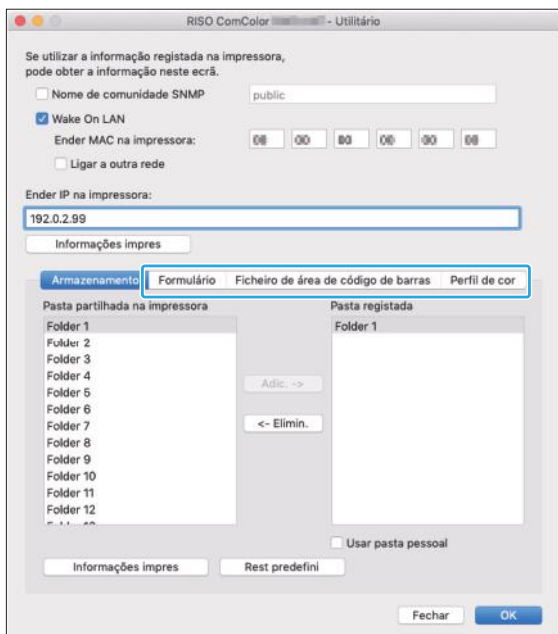 RISO ComColor - Utilitário
Se utilizar a informação registada na impressora,
pode obter a informação neste ecrã.
Nome de comunidade SNMP
public
Wake On LAN
Ender MAC na impressora:
Ligar a outra rede
Ender IP na impressora:
192.0.2.99
Informações impres
Armazenamento Formulário Ficheiro de área de código de barras Perfil de cor
Pasta partilhada na impressora Pasta registada
Folder 1 Folder 1
Folder 2
Folder 3
Folder 4
Folder 5
Folder 6
Folder 7
Folder 8
Folder 9
Folder 10
Folder 11
Folder 12
Adic. ->
<- Elimin.
Usar pasta pessoal
Informações impres Rest predefini
Fechar OK